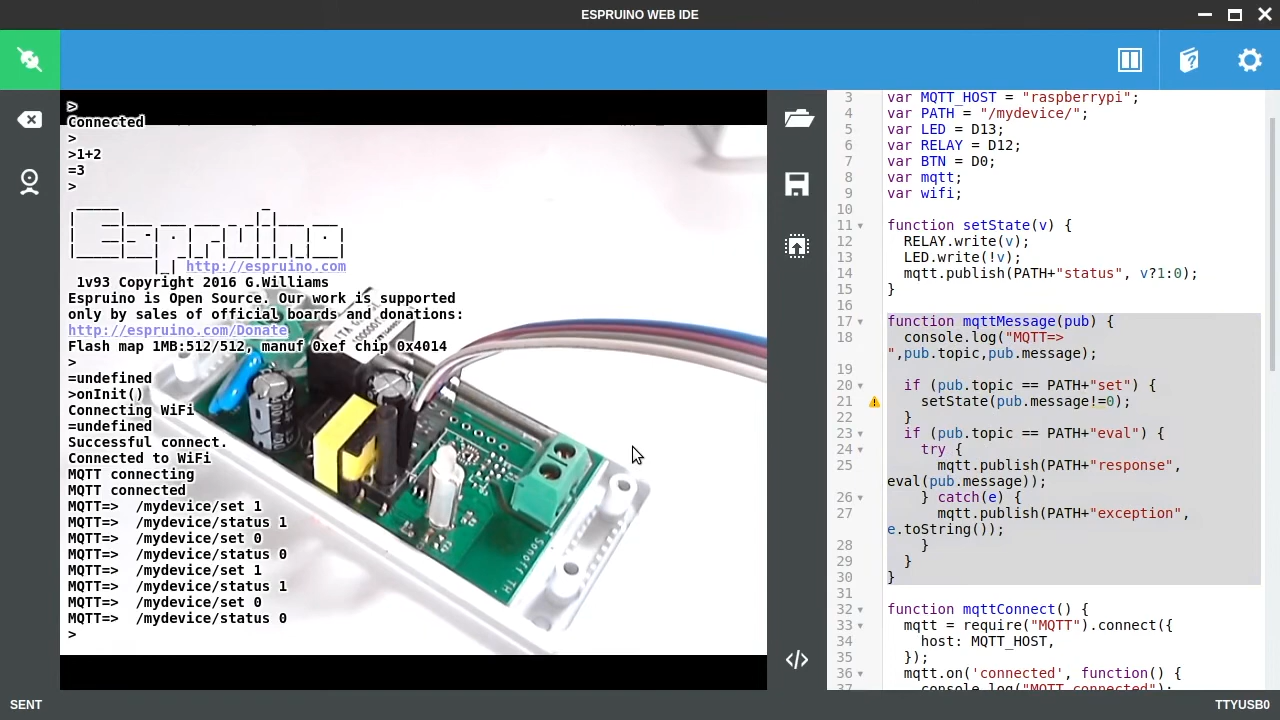 ESPRUINO WEB IDE
>
Connected
>
>1+2
=3
>
http://espruino.com
1v93 Copyright 2016 G.Williams
Espruino is Open Source. Our work is supported
only by sales of official boards and donations:
http://espruino.com/Donate
Flash map 1MB:512/512, manuf 0xef chip 0x4014
>
=undefined
>onInit()
Connecting WiFi
=undefined
Successful connect.
Connected to WiFi
MQTT connecting
MQTT connected
MQTT=>  /mydevice/set 1
MQTT=>  /mydevice/status 1
MQTT=>  /mydevice/set 0
MQTT=>  /mydevice/status 0
MQTT=>  /mydevice/set 1
MQTT=>  /mydevice/status 1
MQTT=>  /mydevice/set 0
MQTT=>  /mydevice/status 0
>
Sonoff TH
3 var MQTT_HOST = "raspberrypi";
4 var PATH = "/mydevice/";
5 var LED = D13;
6 var RELAY = D12;
7 var BTN = D0;
8 var mqtt;
9 var wifi;
10
11 function setState(v) {
12   RELAY.write(v);
13   LED.write(!v);
14   mqtt.publish(PATH+"status", v?1:0);
15 }
16
17 function mqttMessage(pub) {
18   console.log("MQTT=>
",pub.topic,pub.message);
19
20   if (pub.topic == PATH+"set") {
21     setState(pub.message!=0);
22   }
23   if (pub.topic == PATH+"eval") {
24     try {
25       mqtt.publish(PATH+"response",
eval(pub.message));
26     } catch(e) {
27       mqtt.publish(PATH+"exception",
e.toString());
28     }
29   }
30 }
31
32 function mqttConnect() {
33   mqtt = require("MQTT").connect({
34     host: MQTT_HOST,
35   });
36   mqtt.on('connected', function() {
37     console.log("MQTT connected");
SENT
TTYUSB0